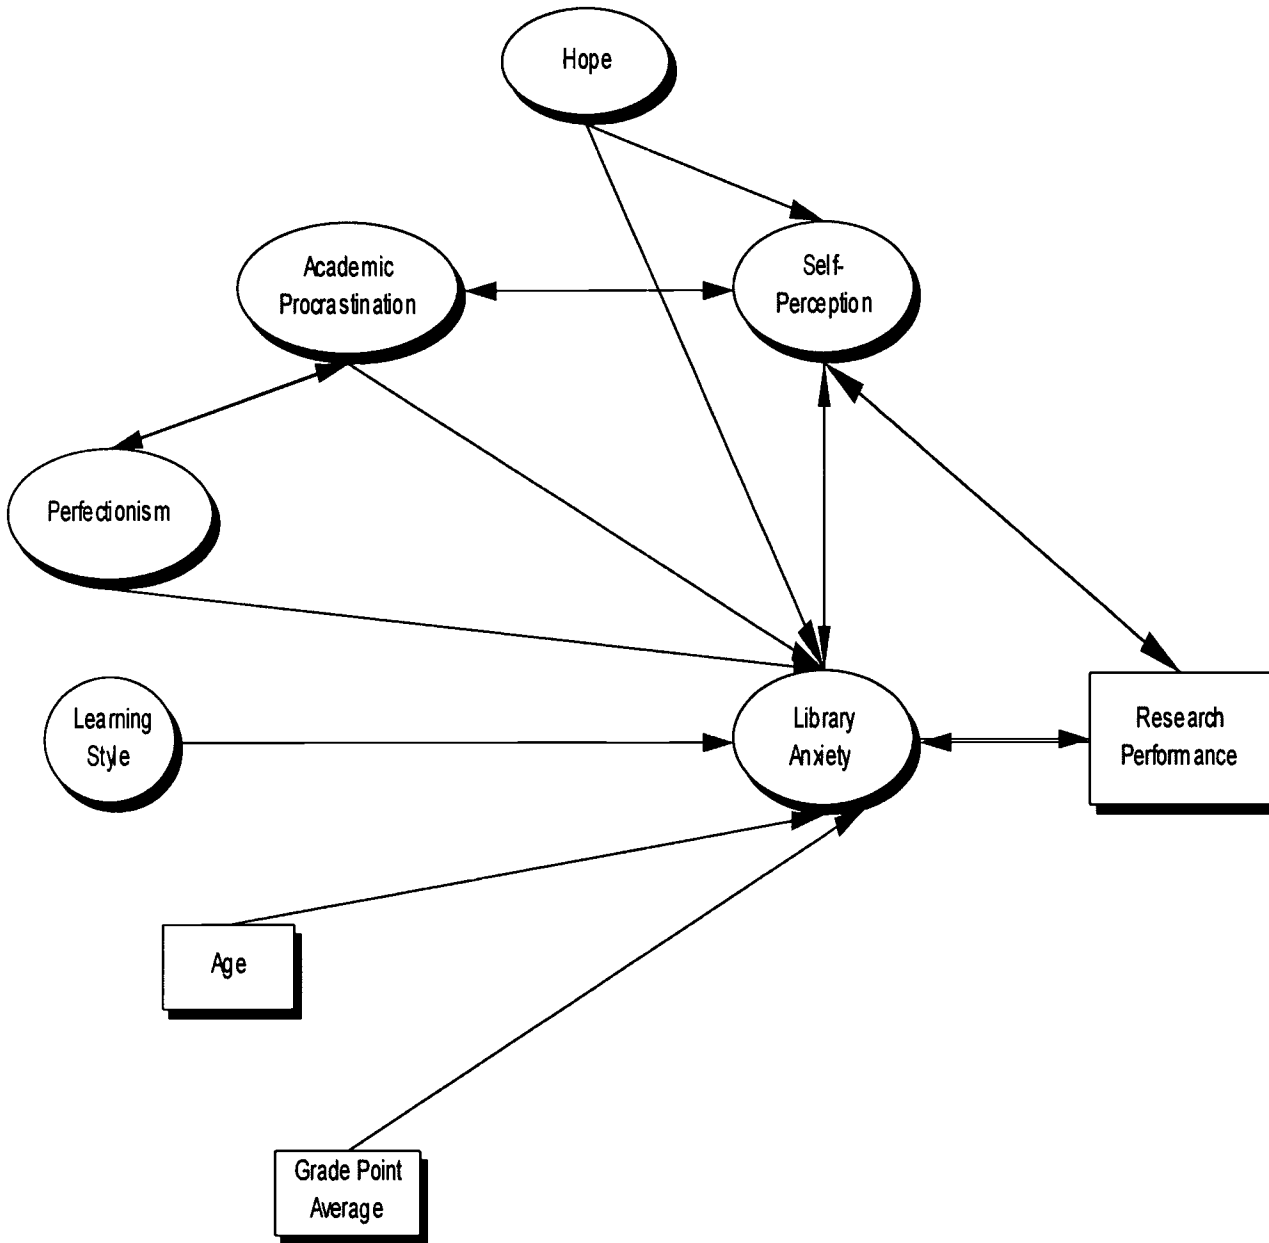 Hope
Academic
Procrastination
Self-
Perception
Perfectionism
Learning
Style
Library
Anxiety
Research
Performance
Age
Grade Point
Average